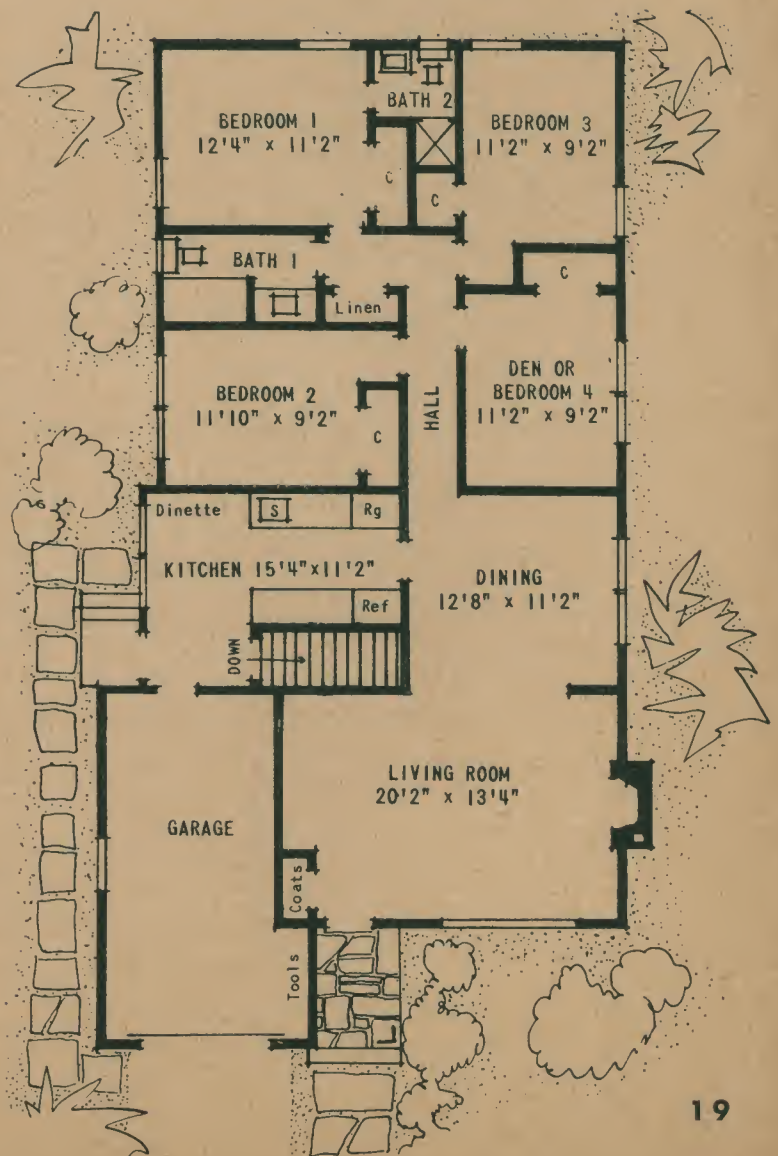 BATH 2
BEDROOM 1
12'4" x 11'2"
BEDROOM 3
11'2" x 9'2"
C
C
BATH 1
C
Linen
BEDROOM 2
11'10" x 9'2"
C
HALL
DEN OR
BEDROOM 4
11'2" x 9'2"
Dinette
S
Rg
KITCHEN 15'4"x11'2"
DINING
12'8" x 11'2"
Ref
DOWN
LIVING ROOM
20'2" x 13'4"
GARAGE
Coats
Tools
19